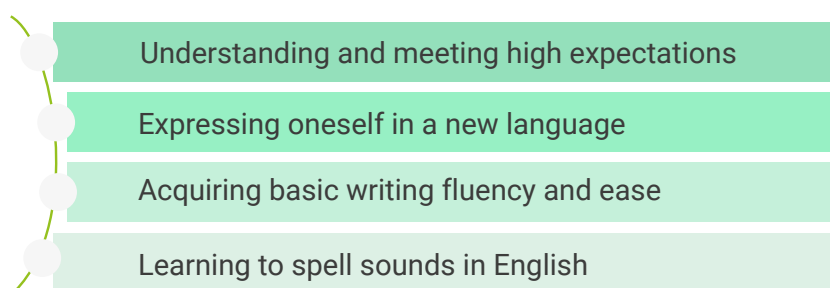 Understanding and meeting high expectations
Expressing oneself in a new language
Acquiring basic writing fluency and ease
Learning to spell sounds in English